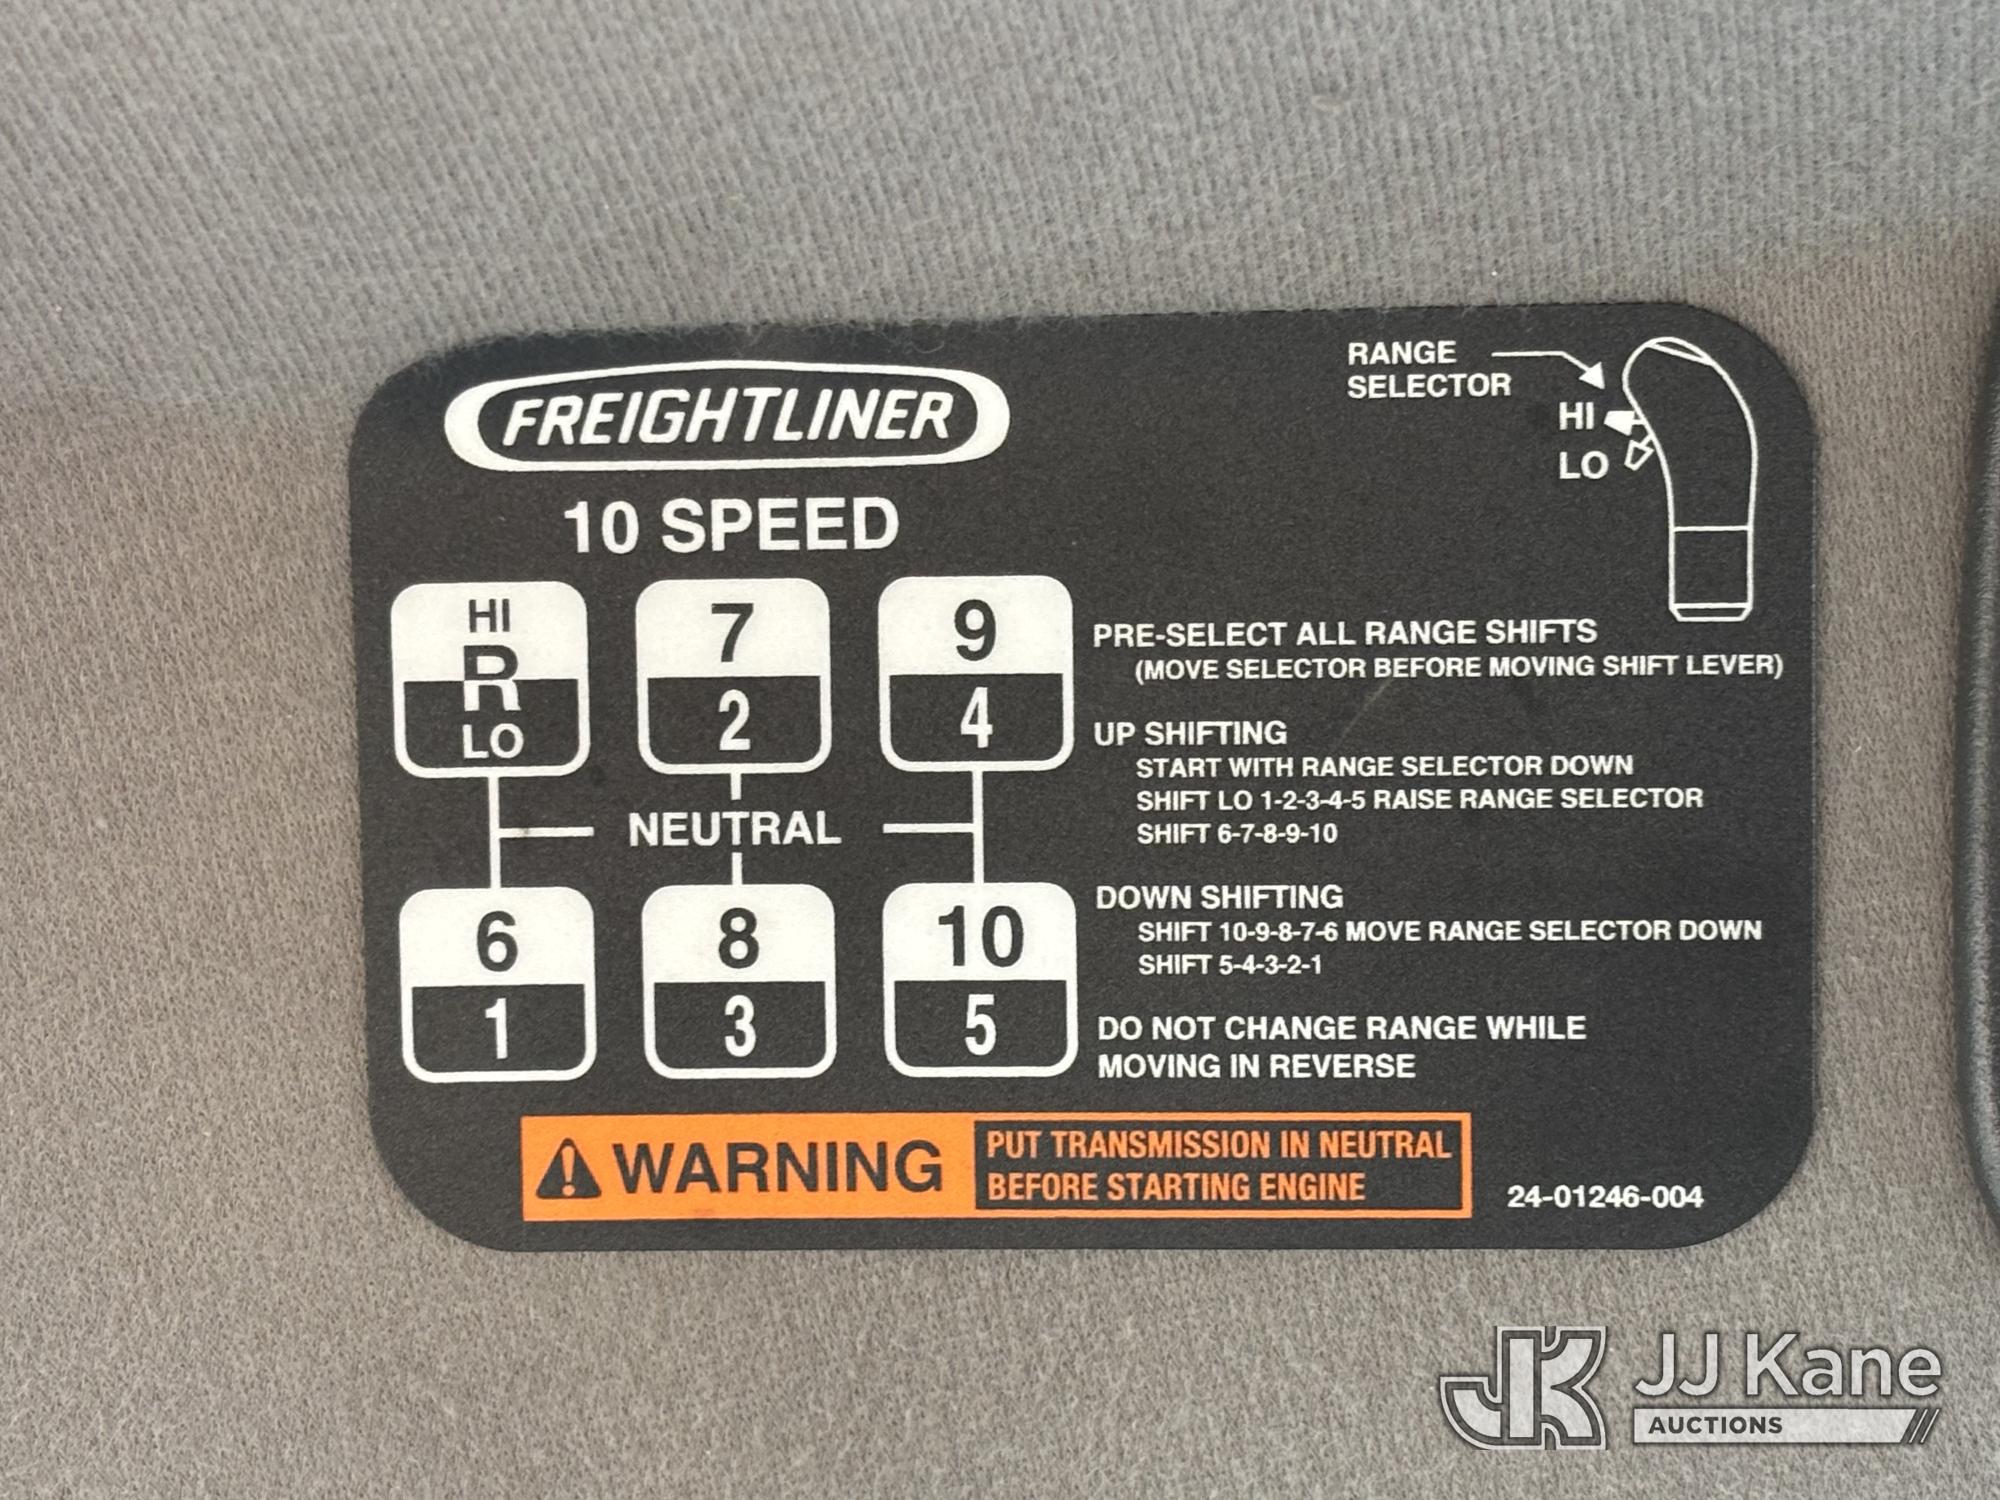 FREIGHTLINER
10 SPEED
RANGE
SELECTOR
HI
LO
HI
R
LO
7
2
9
4
NEUTRAL
6
1
8
3
10
5
PRE-SELECT ALL RANGE SHIFTS
(MOVE SELECTOR BEFORE MOVING SHIFT LEVER)
UP SHIFTING
START WITH RANGE SELECTOR DOWN
SHIFT LO 1-2-3-4-5 RAISE RANGE SELECTOR
SHIFT 6-7-8-9-10
DOWN SHIFTING
SHIFT 10-9-8-7-6 MOVE RANGE SELECTOR DOWN
SHIFT 5-4-3-2-1
DO NOT CHANGE RANGE WHILE
MOVING IN REVERSE
WARNING
PUT TRANSMISSION IN NEUTRAL
BEFORE STARTING ENGINE
24-01246-004
JK JJ Kane
AUCTIONS